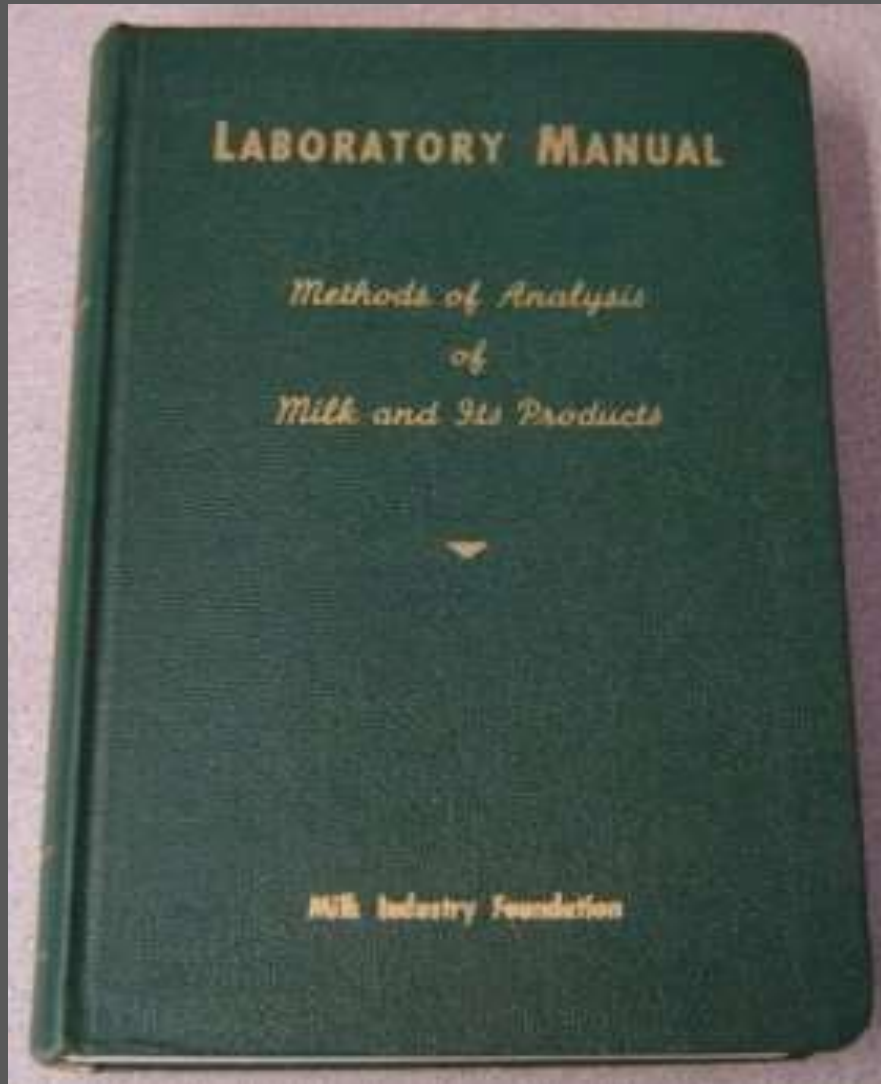 LABORATORY MANUAL
Methods of Analysis
of
Milk and Its Products
Milk Industry Foundation